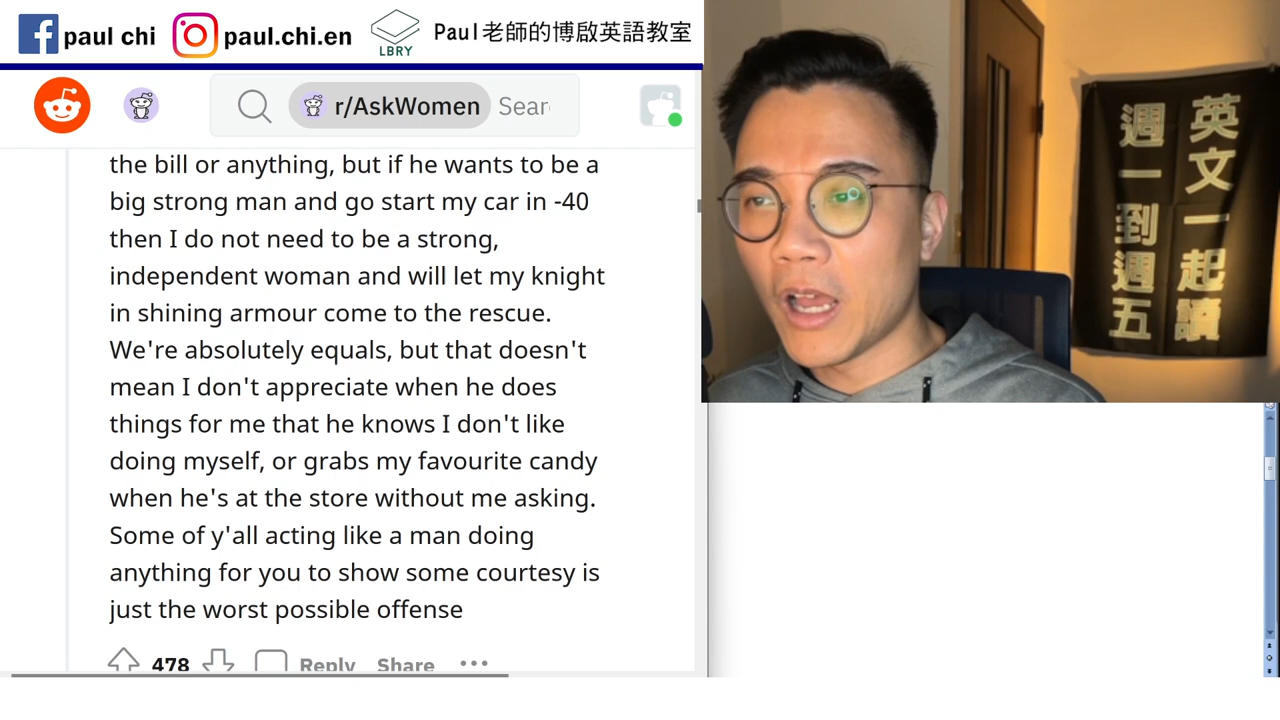 paul chi
paul.chi.en
LBRY
Paul老師的博啟英語教室
r/AskWomen
Sear
the bill or anything, but if he wants to be a
big strong man and go start my car in -40
then I do not need to be a strong,
independent woman and will let my knight
in shining armour come to the rescue.
We're absolutely equals, but that doesn't
mean I don't appreciate when he does
things for me that he knows I don't like
doing myself, or grabs my favourite candy
when he's at the store without me asking.
Some of y'all acting like a man doing
anything for you to show some courtesy is
just the worst possible offense
478
Reply
Share
英文一起讀
週一到週五